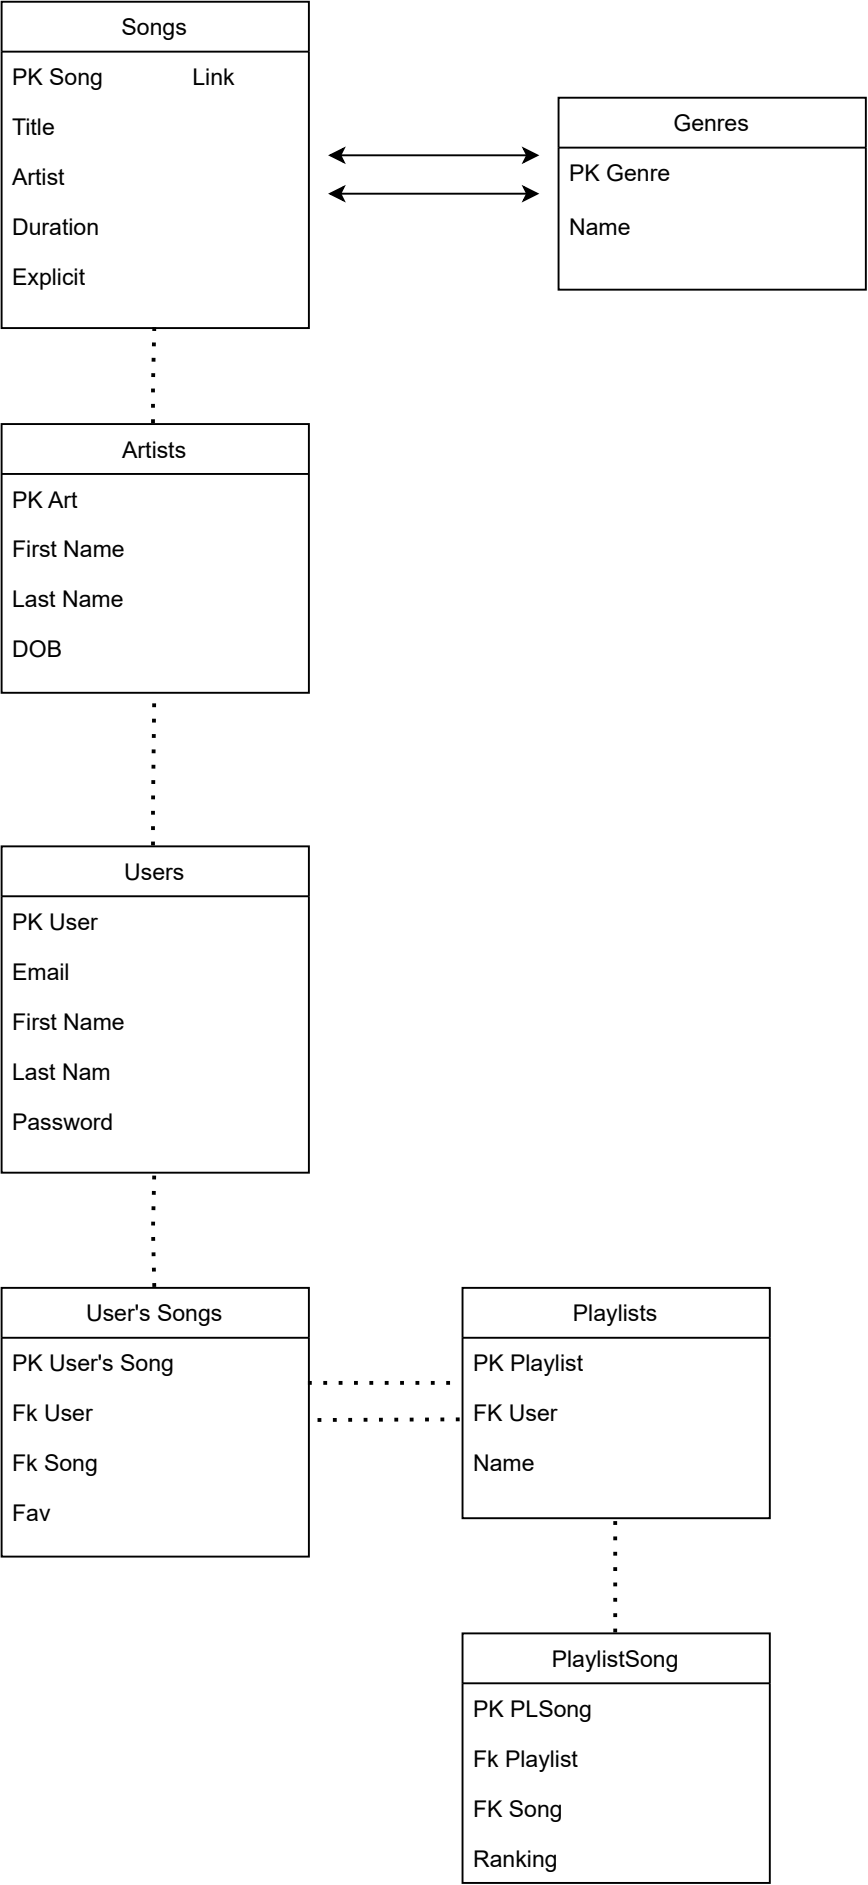 Songs
PK Song Link
Title
Artist
Duration
Explicit
Genres
PK Genre
Name
Artists
PK Art
First Name
Last Name
DOB
Users
PK User
Email
First Name
Last Nam
Password
User's Songs
PK User's Song
Fk User
Fk Song
Fav
Playlists
PK Playlist
FK User
Name
PlaylistSong
PK PLSong
Fk Playlist
FK Song
Ranking